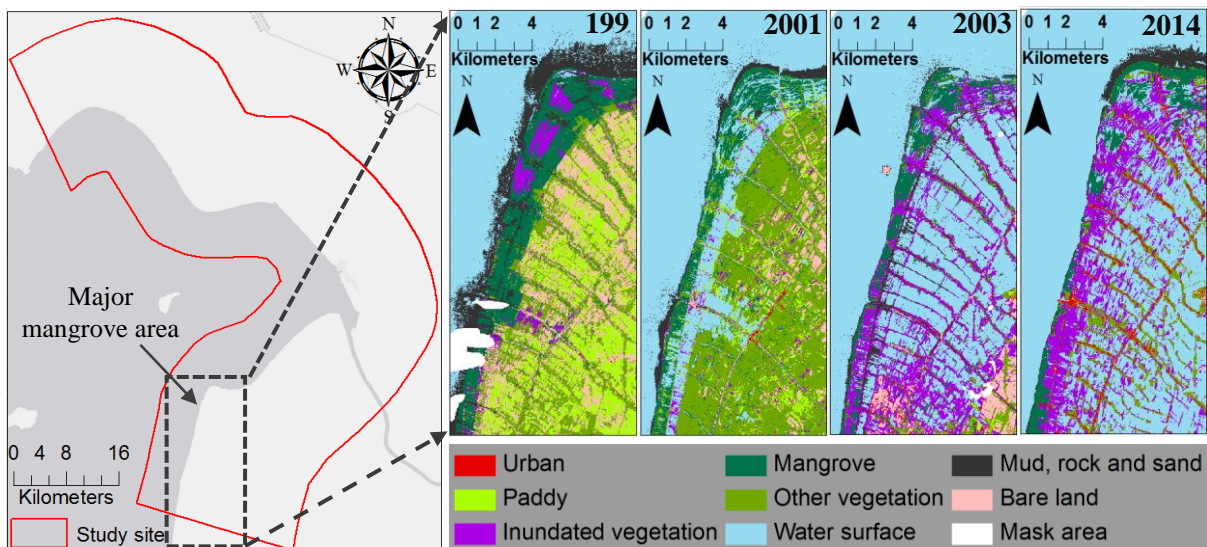 N
W E
S
Major
mangrove area
0 4 8 16
Kilometers
Study site
0 1 2 4
Kilometers
N
199
0 1 2 4
Kilometers
N
2001
0 1 2 4
Kilometers
N
2003
0 1 2 4
Kilometers
N
2014
Urban
Mangrove
Mud, rock and sand
Paddy
Other vegetation
Bare land
Inundated vegetation
Water surface
Mask area